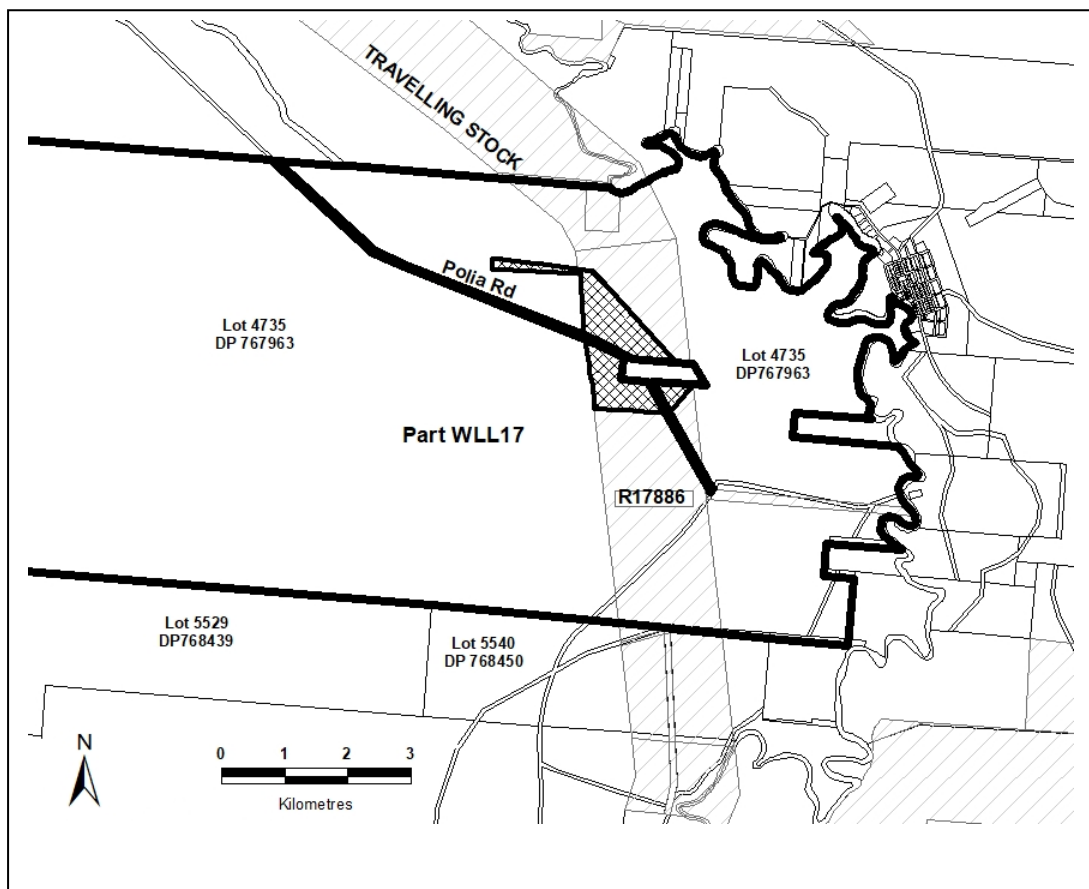 TRAVELLING STOCK
Polia Rd
Lot 4735
DP 767963
Lot 4735
DP767963
Part WLL17
R17886
Lot 5529
DP768439
Lot 5540
DP 768450
N
0 1 2 3
Kilometres